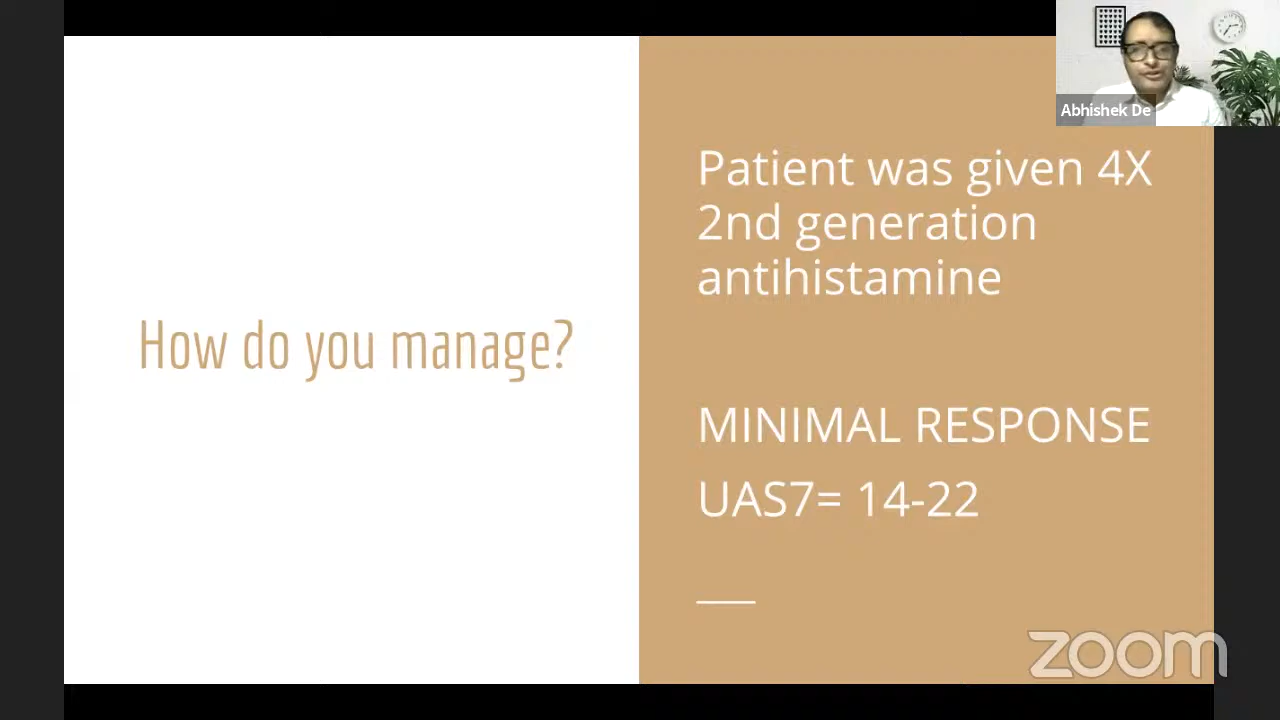 Abhishek De
How do you manage?
Patient was given 4X
2nd generation
antihistamine
MINIMAL RESPONSE
UAS7= 14-22
zoom